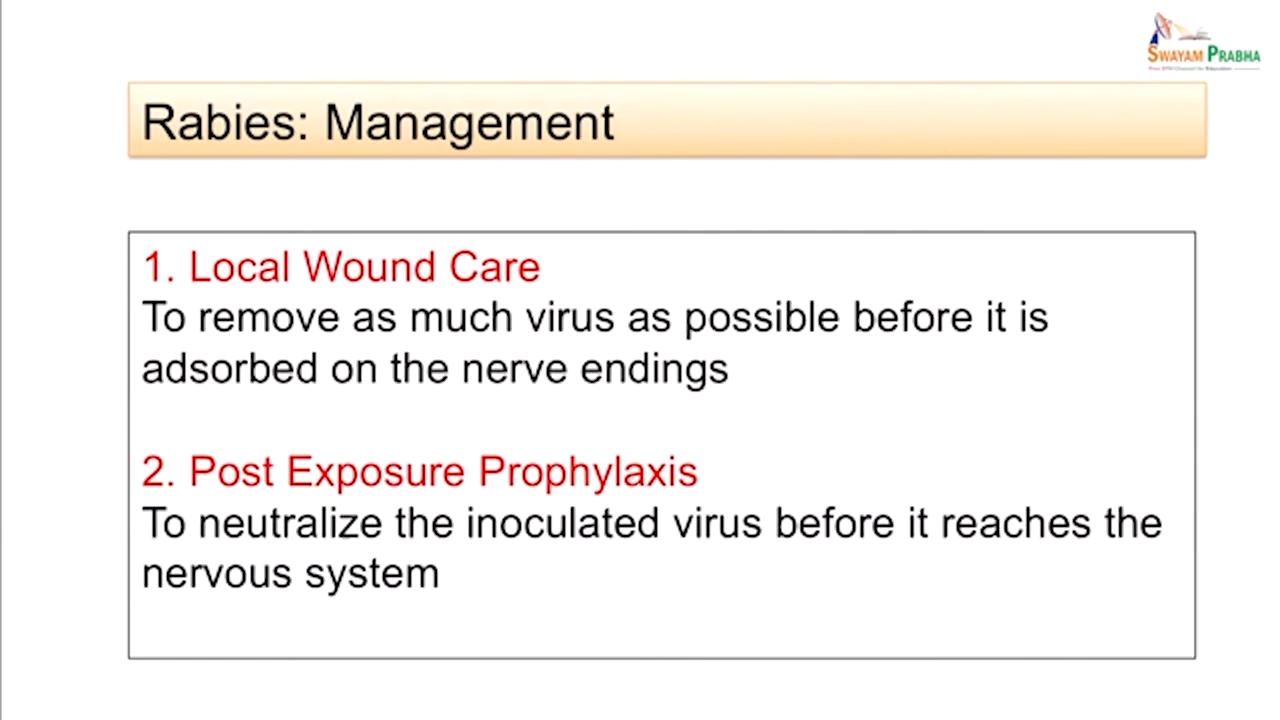 SWAYAM PRABHA
Rabies: Management
1. Local Wound Care
To remove as much virus as possible before it is
adsorbed on the nerve endings
2. Post Exposure Prophylaxis
To neutralize the inoculated virus before it reaches the
nervous system